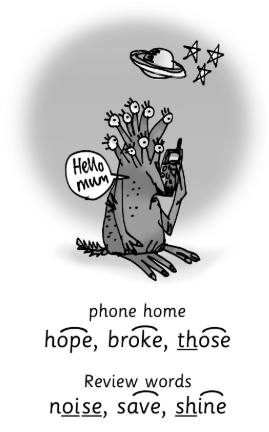 Hello
mum
phone home
hope, broke, those
Review words
noise, save, shine